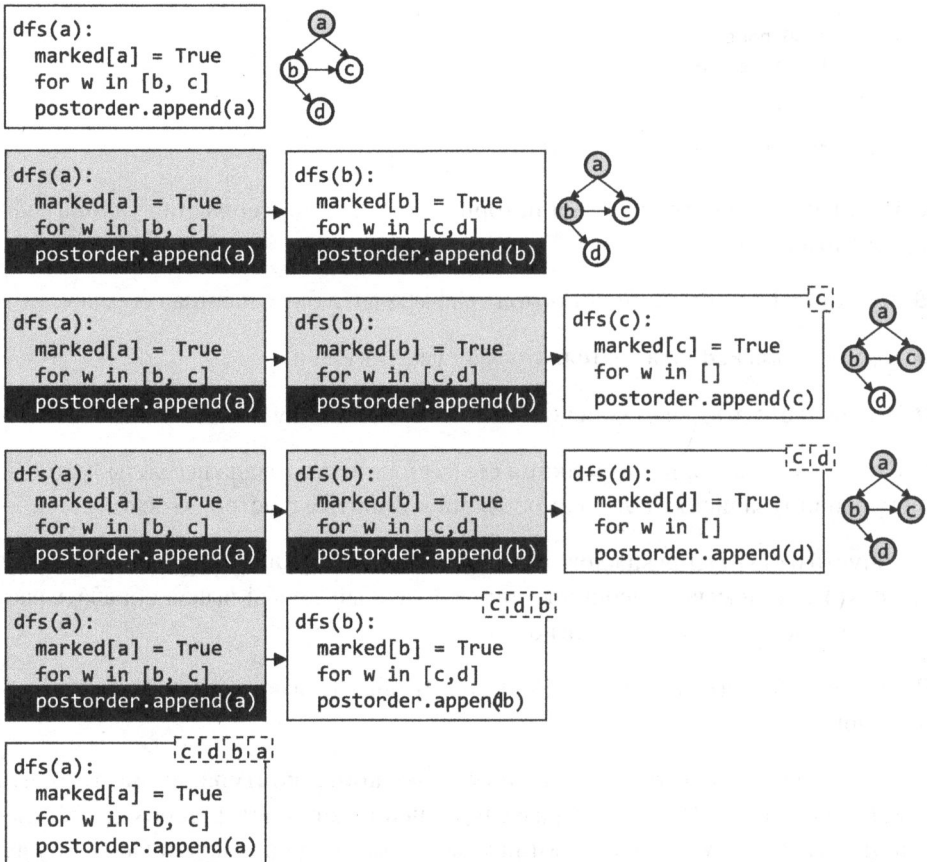 dfs(a):
marked[a] = True
for w in [b, c]
postorder.append(a)
a
b c
d
dfs(a):
marked[a] = True
for w in [b, c]
postorder.append(a)
dfs(b):
marked[b] = True
for w in [c,d]
postorder.append(b)
a
b c
d
dfs(a):
marked[a] = True
for w in [b, c]
postorder.append(a)
dfs(b):
marked[b] = True
for w in [c,d]
postorder.append(b)
c
dfs(c):
marked[c] = True
for w in []
postorder.append(c)
a
b c
d
dfs(a):
marked[a] = True
for w in [b, c]
postorder.append(a)
dfs(b):
marked[b] = True
for w in [c,d]
postorder.append(b)
c d
dfs(d):
marked[d] = True
for w in []
postorder.append(d)
a
b c
d
dfs(a):
marked[a] = True
for w in [b, c]
postorder.append(a)
c d b
dfs(b):
marked[b] = True
for w in [c,d]
postorder.append(b)
c d b a
dfs(a):
marked[a] = True
for w in [b, c]
postorder.append(a)